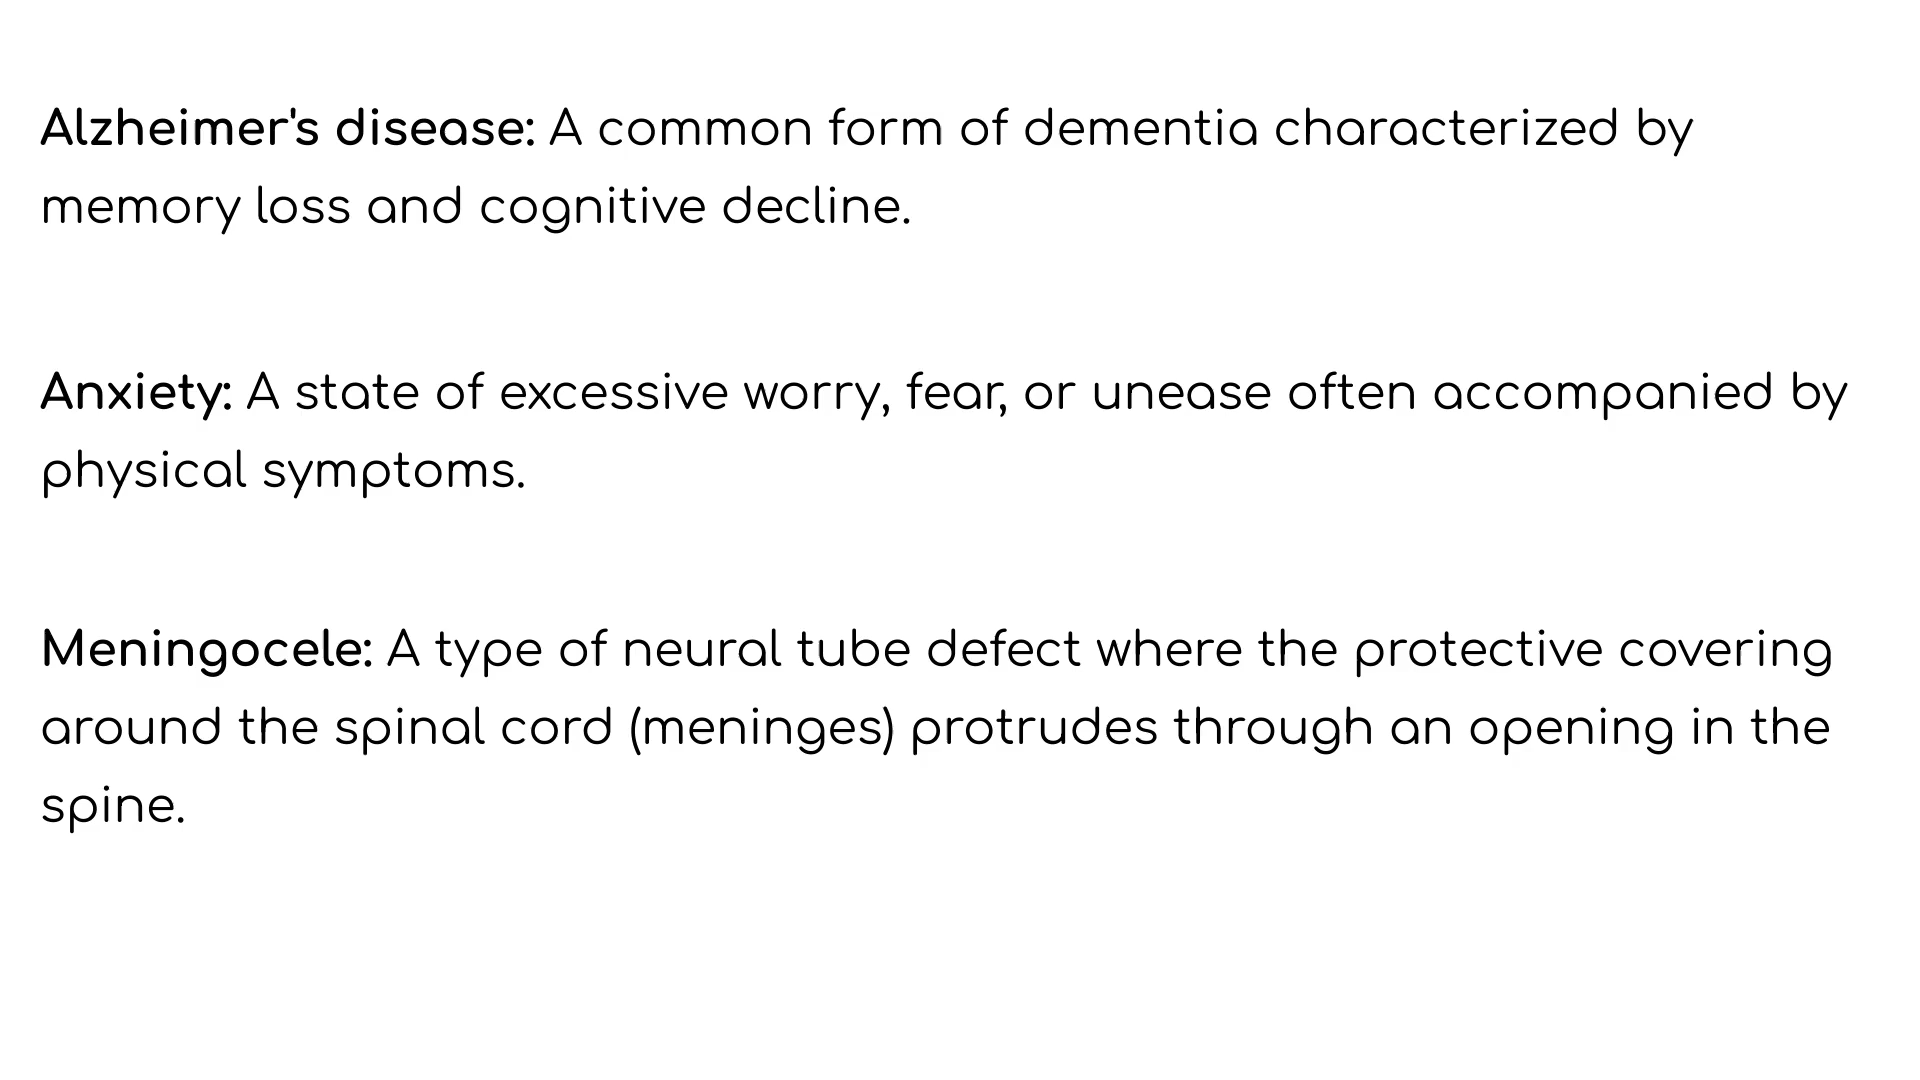 Alzheimer's disease: A common form of dementia characterized by
memory loss and cognitive decline.
Anxiety: A state of excessive worry, fear, or unease often accompanied by
physical symptoms.
Meningocele: A type of neural tube defect where the protective covering
around the spinal cord (meninges) protrudes through an opening in the
spine.